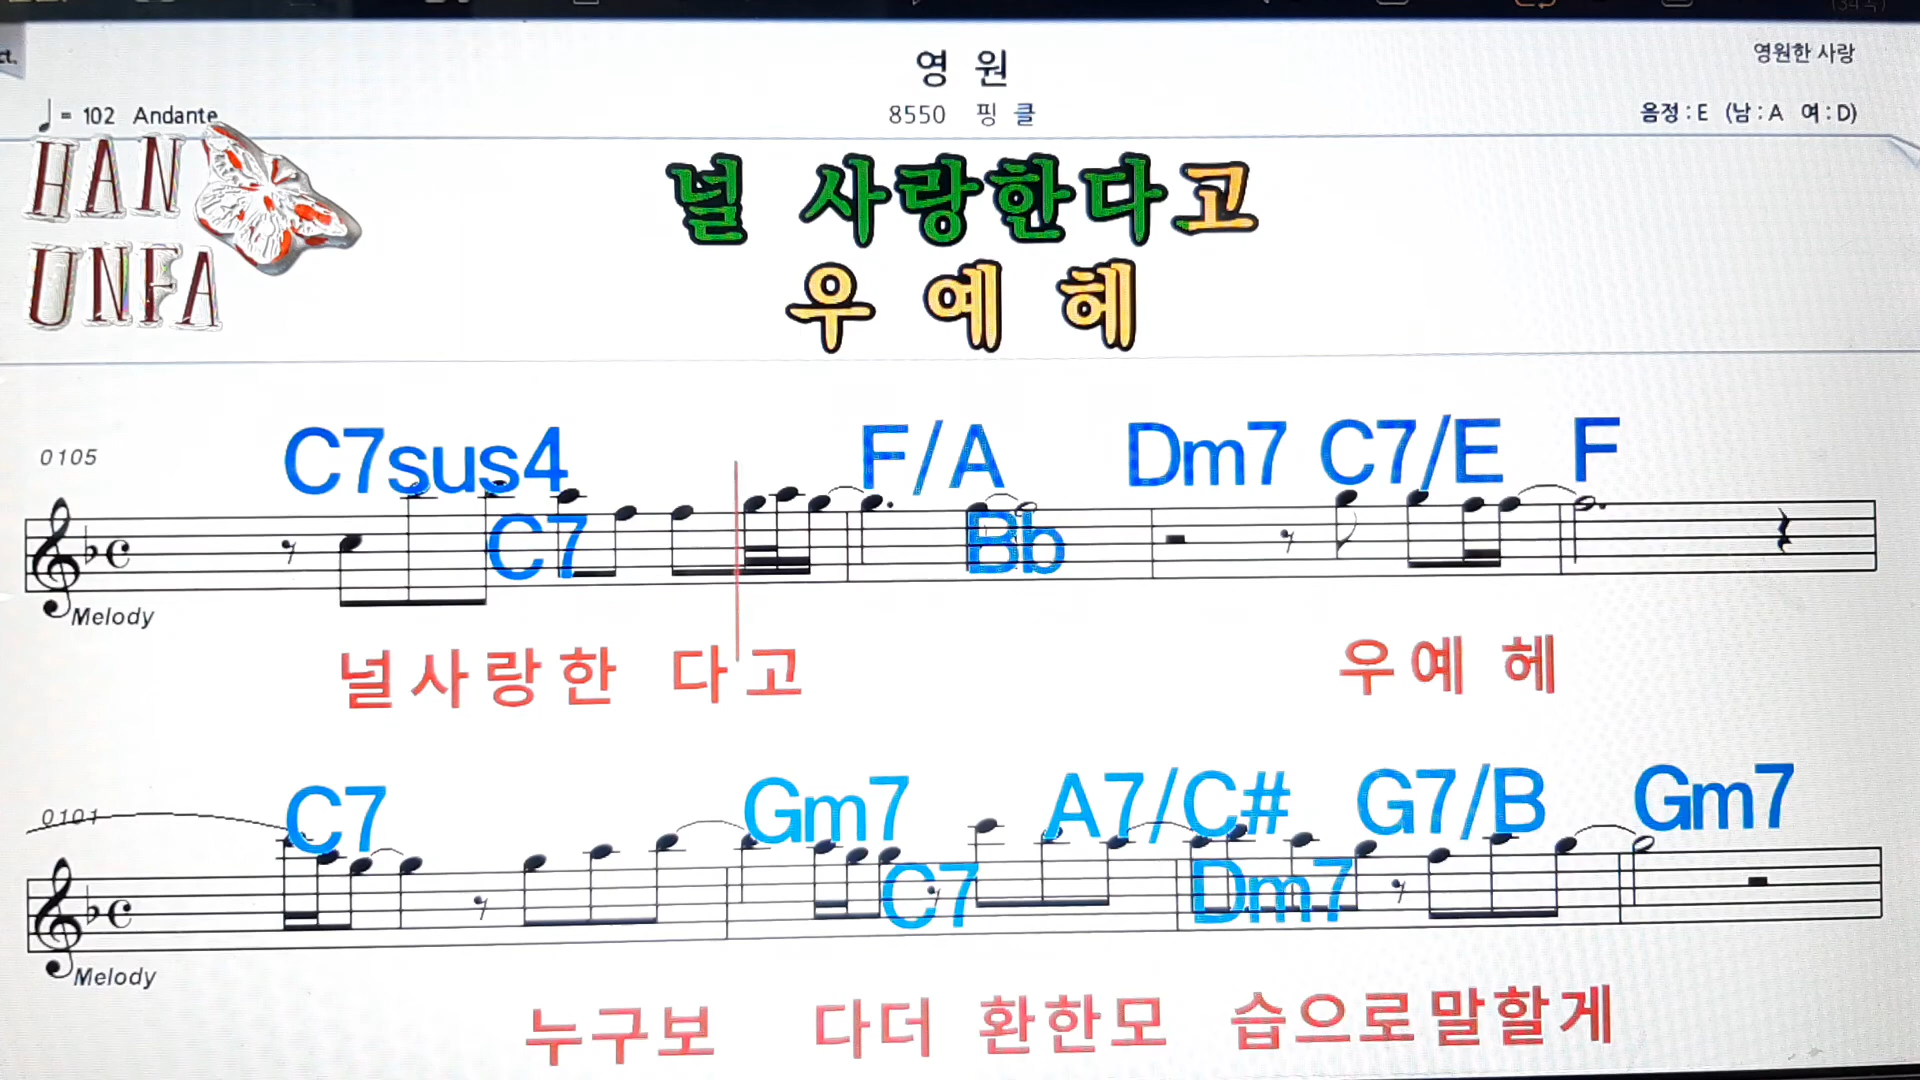 ct.
영 원
영원한 사랑
= 102 Andante
8550 핑 클
음정 : E (남 : A 여 : D)
HAN
UNFA
널 사랑한다고
우 예 헤
0105
C7sus4 F/A Dm7 C7/E F
C7 Bb
Melody
널사랑한 다고 우예 헤
0101
C7 Gm7 A7/C# G7/B Gm7
C7 Dm7
Melody
누구보 다더 환한모 습으로말할게